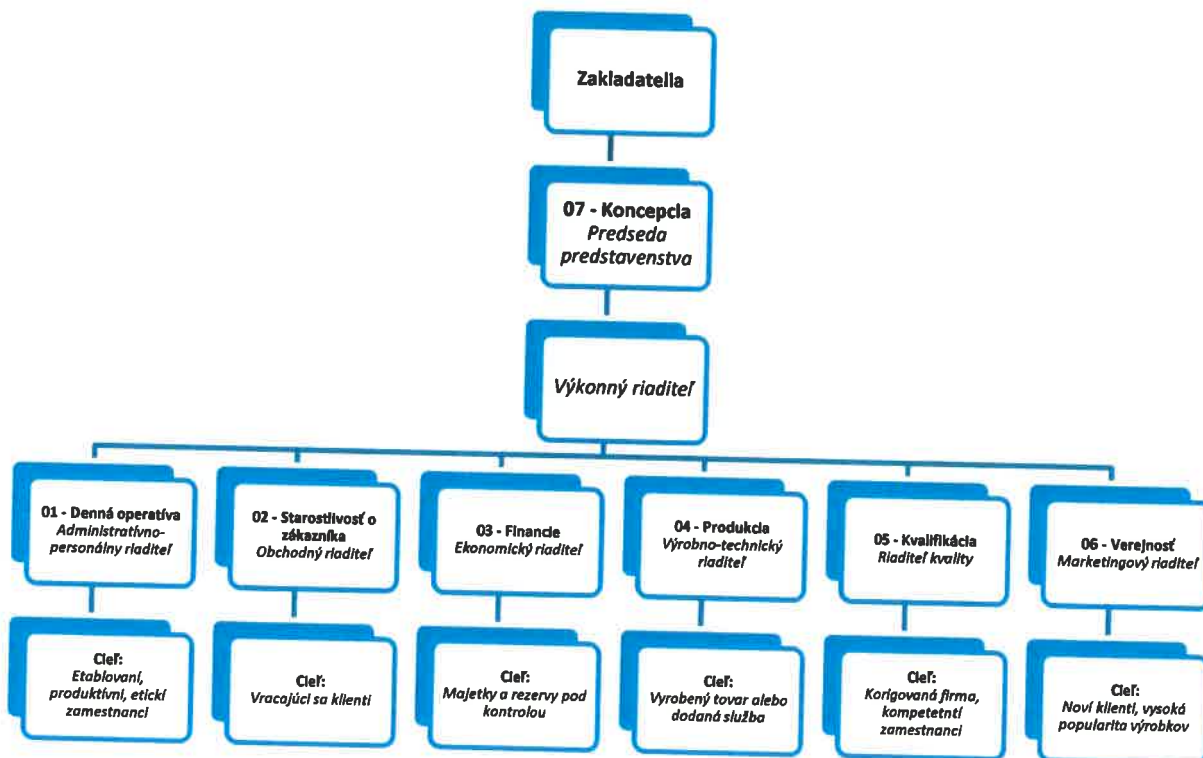 Zakladatelia
07 - Koncepcia
Predseda
predstavenstva
Výkonný riaditeľ
01 - Denná operatíva
Administratívno-
personálny riaditeľ
02 - Starostlivosť o
zákazníka
Obchodný riaditeľ
03 - Financie
Ekonomický riaditeľ
04 - Produkcia
Výrobno-technický
riaditeľ
05 - Kvalifikácia
Riaditeľ kvality
06 - Verejnosť
Marketingový riaditeľ
Cieľ:
Etablovaní,
produktívni, etickí
zamestnanci
Cieľ:
Vracajúci sa klienti
Cieľ:
Majetky a rezervy pod
kontrolou
Cieľ:
Vyrobený tovar alebo
dodaná služba
Cieľ:
Korigovaná firma,
kompetetntí
zamestnanci
Cieľ:
Noví klienti, vysoká
popularita výrobkov